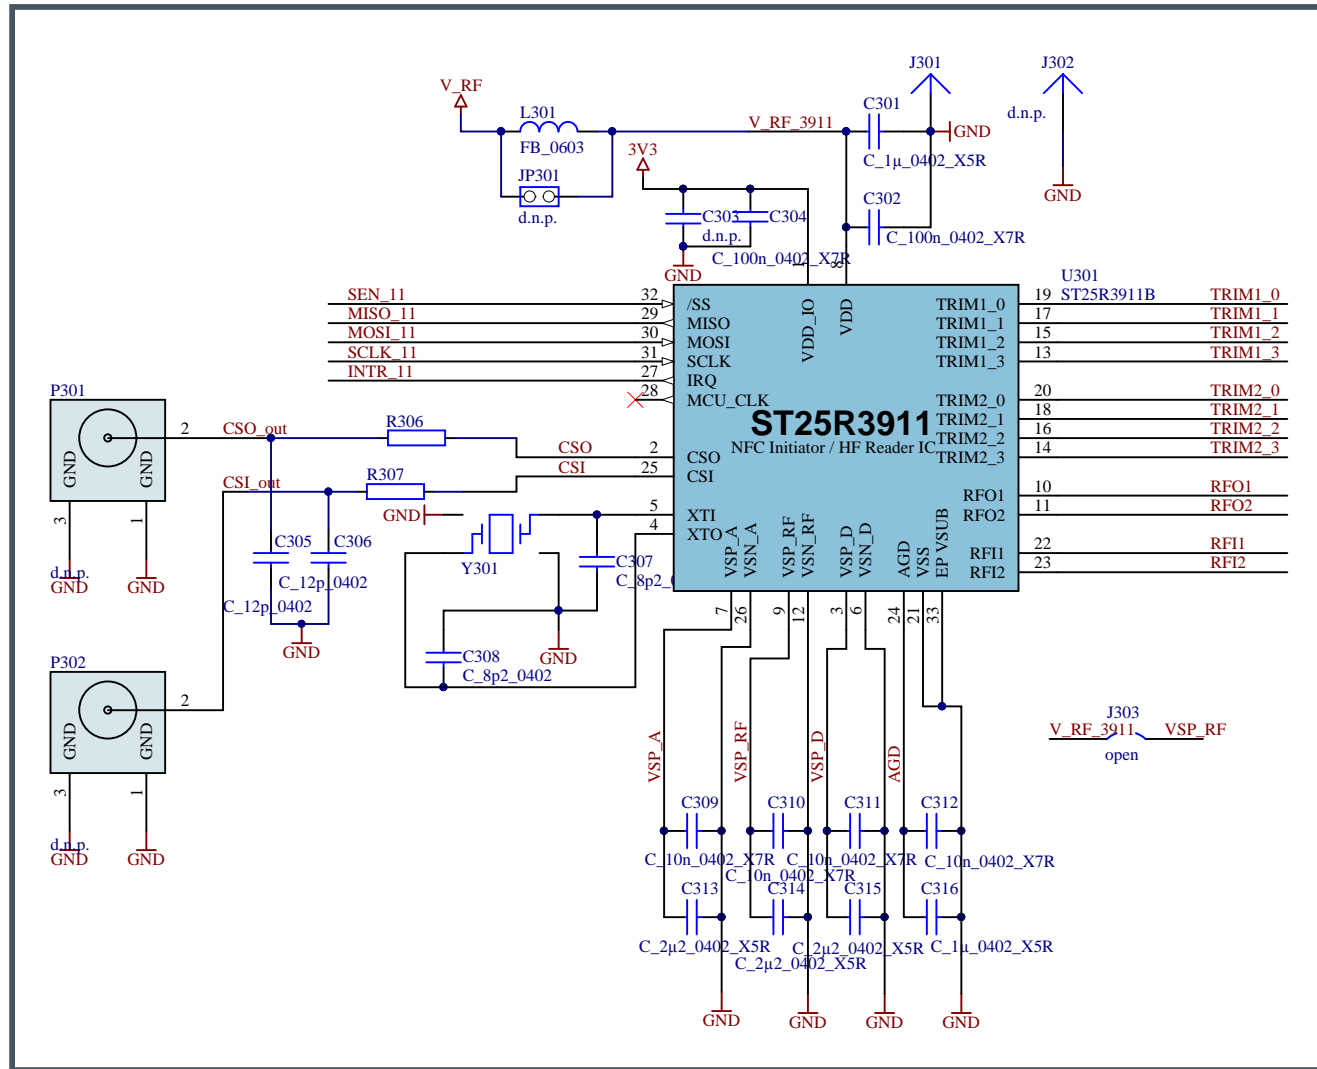 J301
J302
V_RF
C301
d.n.p.
L301
V_RF_3911
GND
FB_0603
3V3
C_1µ_0402_X5R
JP301
GND
d.n.p.
C303
C304
C302
d.n.p.
C_100n_0402_X7R
C_100n_0402_X7R
GND
1
8
U301
ST25R3911B
SEN_11
32
/SS
TRIM1_0
19
TRIM1_0
MISO_11
29
MISO
TRIM1_1
17
TRIM1_1
MOSI_11
30
MOSI
TRIM1_2
15
TRIM1_2
SCLK_11
31
SCLK
TRIM1_3
13
TRIM1_3
INTR_11
27
IRQ
VDD_IO
VDD
28
MCU_CLK
TRIM2_0
20
TRIM2_0
TRIM2_1
18
TRIM2_1
TRIM2_2
16
TRIM2_2
TRIM2_3
14
TRIM2_3
ST25R3911
NFC Initiator / HF Reader IC
P301
2
CSO_out
R306
CSO
2
CSO
GND
GND
3
1
d.n.p.
GND
GND
CSI_out
R307
CSI
25
CSI
GND
5
XTI
4
XTO
RFO1
10
RFO1
RFO2
11
RFO2
RFI1
22
RFI1
RFI2
23
RFI2
C305
C306
C_12p_0402
C_12p_0402
GND
Y301
C307
C_8p2_0
GND
C308
C_8p2_0402
VSP_A
VSN_A
VSP_RF
VSN_RF
VSP_D
VSN_D
AGD
VSS
EP VSUB
7
26
9
12
3
6
24
21
33
P302
2
GND
GND
3
1
d.n.p.
GND
GND
VSP_A
VSP_RF
VSP_D
AGD
J303
V_RF_3911
VSP_RF
open
C309
C310
C311
C312
C_10n_0402_X7R
C_10n_0402_X7R
C_10n_0402_X7R
C_10n_0402_X7R
C313
C314
C315
C316
C_2µ2_0402_X5R
C_2µ2_0402_X5R
C_2µ2_0402_X5R
C_1µ_0402_X5R
GND
GND
GND
GND